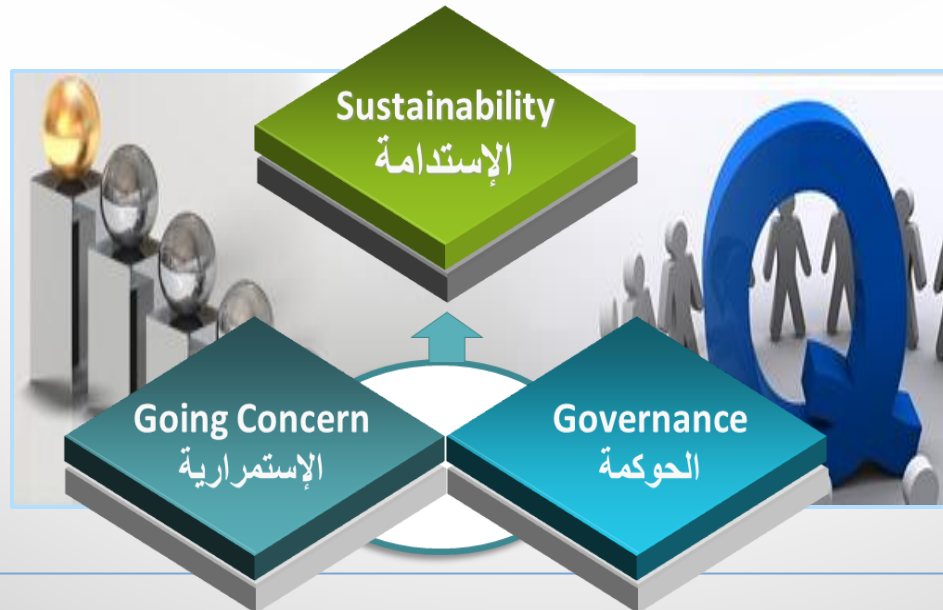 Sustainability
الإستدامة
Going Concern
الإستمرارية
Governance
الحوكمة
Q